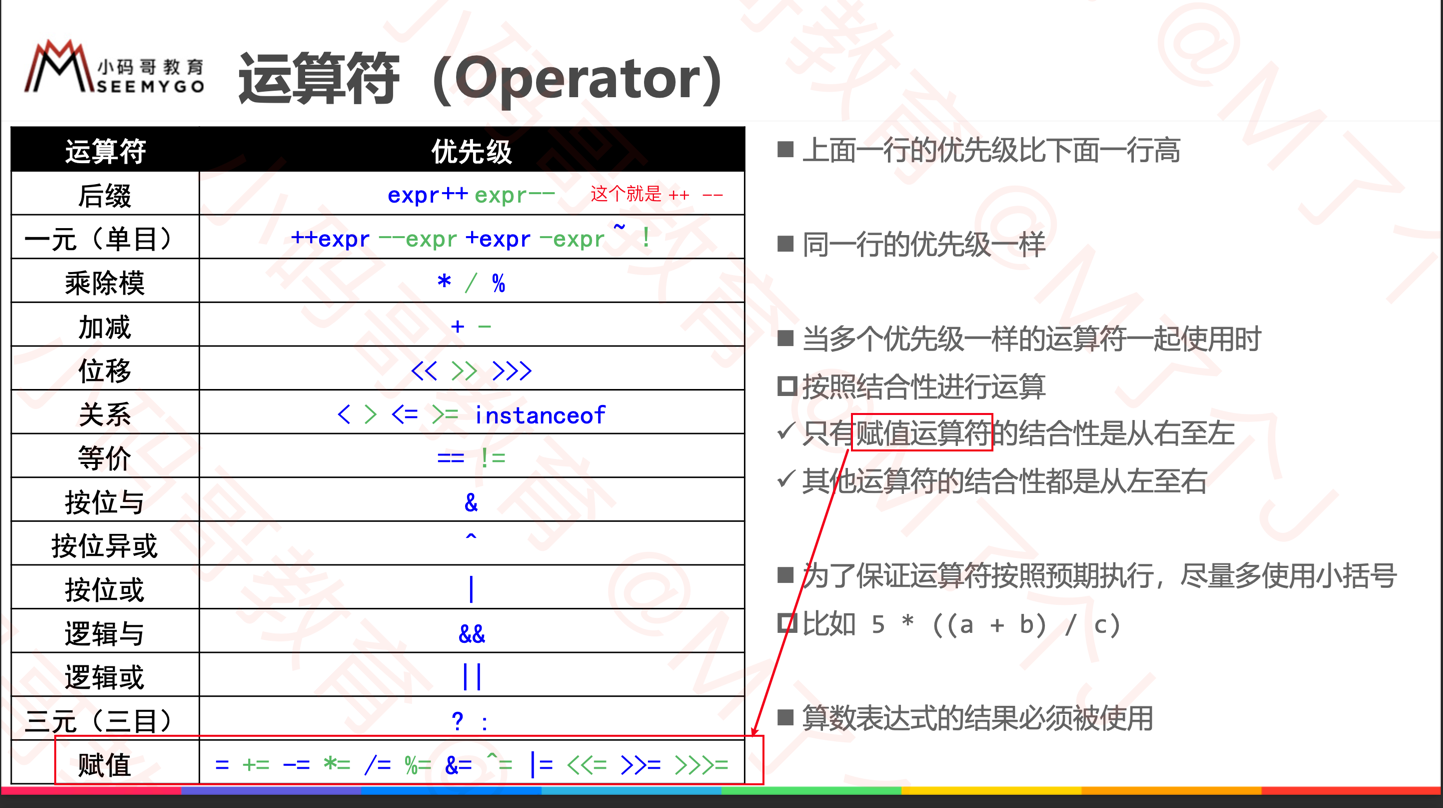 小码哥教育
SEEMYGO
运算符（Operator）
运算符 优先级
后缀 expr++ expr-- 这个就是 ++ --
一元（单目） ++expr --expr +expr -expr ~ !
乘除模 * / %
加减 + -
位移 << >> >>>
关系 < > <= >= instanceof
等价 == !=
按位与 &
按位异或 ^
按位或 |
逻辑与 &&
逻辑或 ||
三元（三目） ? :
赋值 = += -= *= /= %= &= ^= |= <<= >>= >>>=
■ 上面一行的优先级比下面一行高
■ 同一行的优先级一样
■ 当多个优先级一样的运算符一起使用时
按照结合性进行运算
✓ 只有赋值运算符的结合性是从右至左
✓ 其他运算符的结合性都是从左至右
■ 为了保证运算符按照预期执行，尽量多使用小括号
比如 5 * ((a + b) / c)
■ 算数表达式的结果必须被使用
小码哥教育 @M了个J